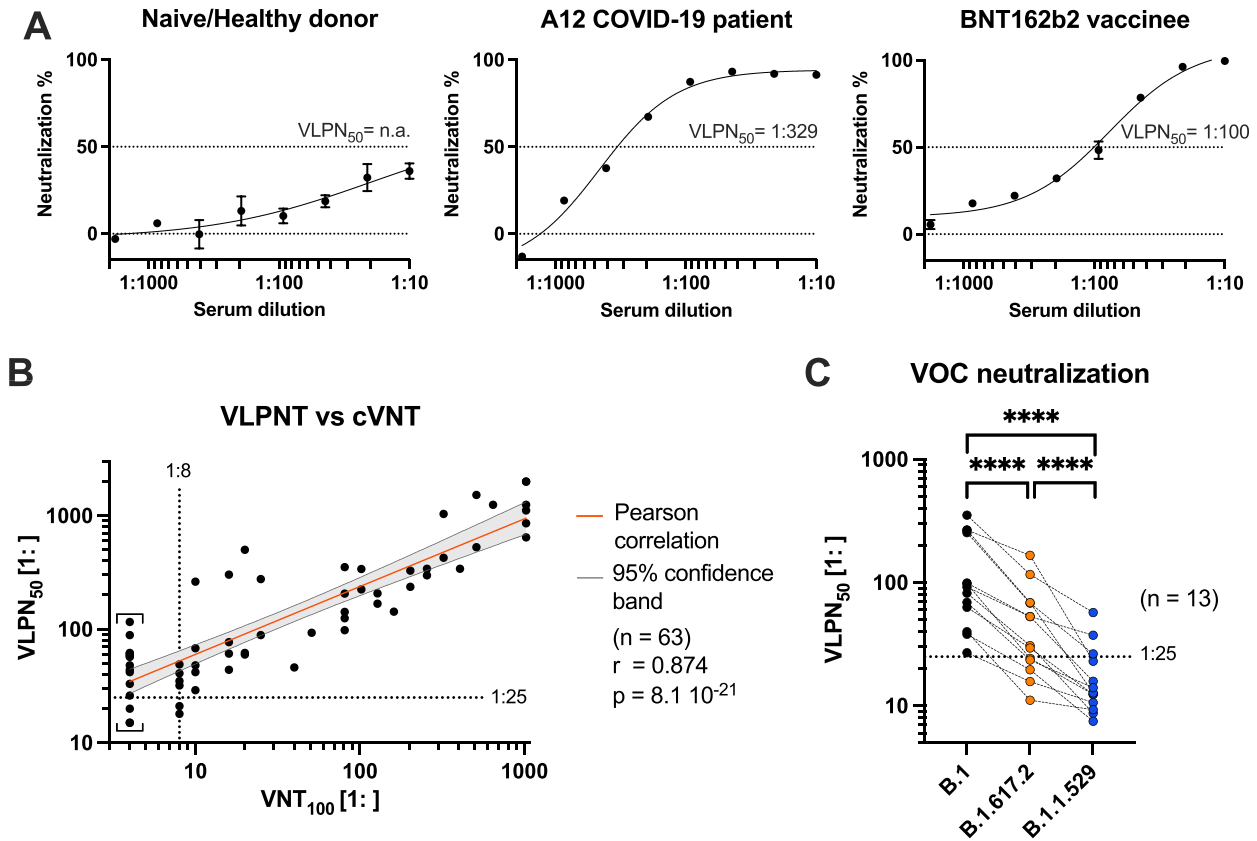 A
Naive/Healthy donor
Neutralization %
100
50
0
VLPN50= n.a.
1:1000
1:100
1:10
Serum dilution
A12 COVID-19 patient
Neutralization %
100
50
0
VLPN50= 1:329
1:1000
1:100
1:10
Serum dilution
BNT162b2 vaccinee
Neutralization %
100
50
0
VLPN50= 1:100
1:1000
1:100
1:10
Serum dilution
B
VLPNT vs cVNT
VLPN50 [1: ]
1000
100
10
1:8
1:25
10
100
1000
VNT100 [1: ]
Pearson
correlation
95% confidence
band
(n = 63)
r = 0.874
p = 8.1 10-21
C
VOC neutralization
****
**** ****
VLPN50 [1: ]
1000
100
10
(n = 13)
1:25
B.1
B.1.617.2
B.1.1.529